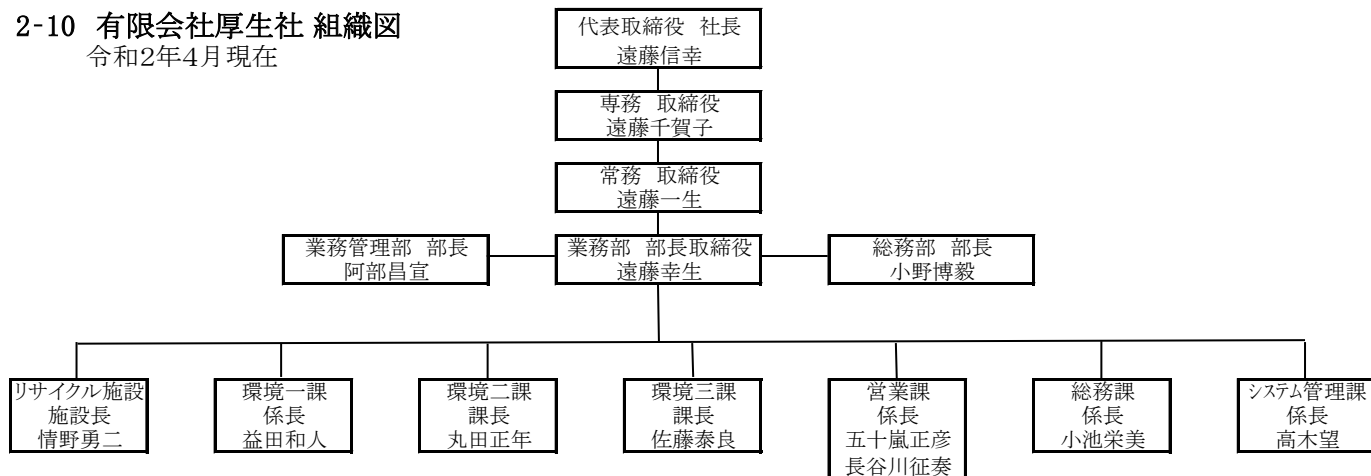 2-10 有限会社厚生社 組織図
令和2年4月現在
代表取締役 社長
遠藤信幸
専務 取締役
遠藤千賀子
常務 取締役
遠藤一生
業務管理部 部長
阿部昌宣
業務部 部長取締役
遠藤幸生
総務部 部長
小野博毅
リサイクル施設
施設長
情野勇二
環境一課
係長
益田和人
環境二課
課長
丸田正年
環境三課
課長
佐藤泰良
営業課
係長
五十嵐正彦
長谷川征奏
総務課
係長
小池栄美
システム管理課
係長
高木望